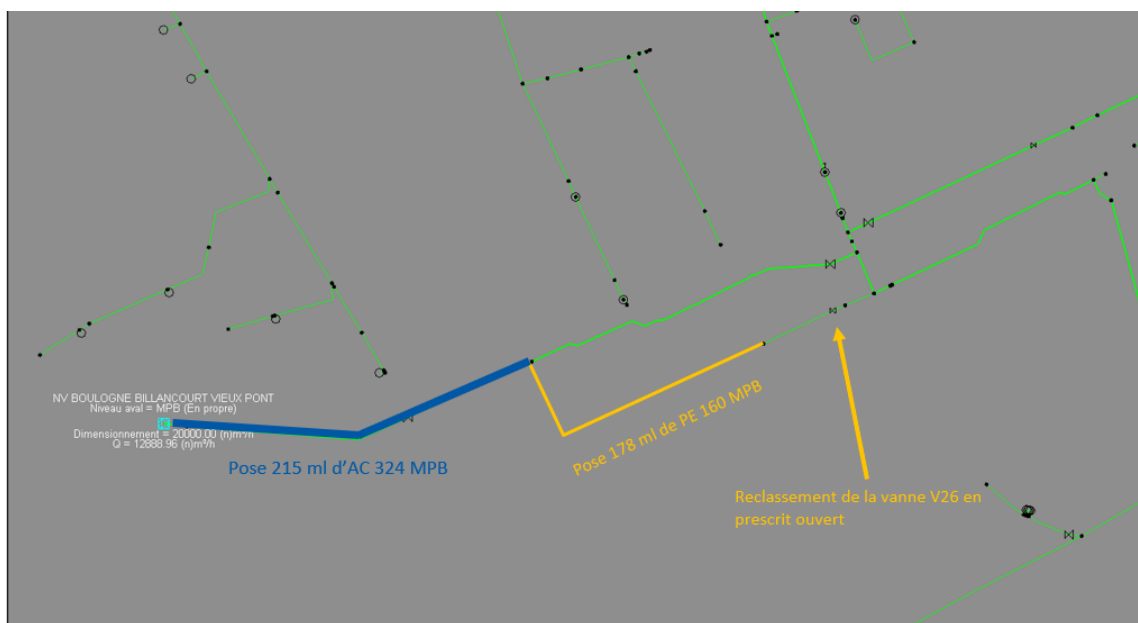 NV BOULOGNE BILLANCOURT VIEUX PONT
Niveau aval = MPB (En propre)
Dimensionnement = 20000.00 (n)m³/h
Q = 12888.96 (n)m³/h
Pose 215 ml d'AC 324 MPB
Pose 178 ml de PE 160 MPB
Reclassement de la vanne V26 en
prescrit ouvert